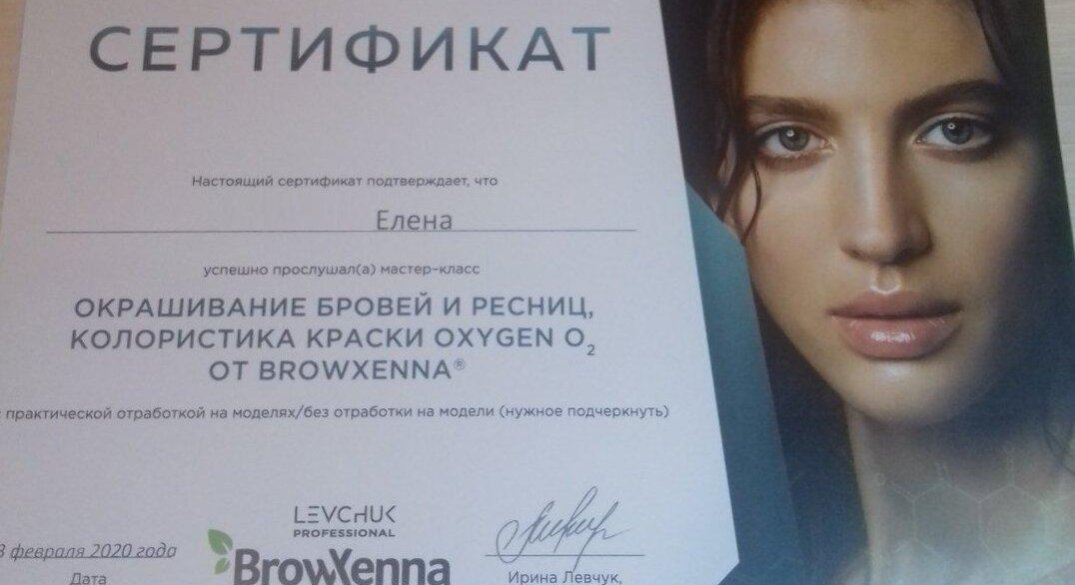 СЕРТИФИКАТ
Настоящий сертификат подтверждает, что
Елена
успешно прослушал(а) мастер-класс
ОКРАШИВАНИЕ БРОВЕЙ И РЕСНИЦ,
КОЛОРИСТИКА КРАСКИ OXYGEN O₂
ОТ BROWXENNA®
практической отработкой на моделях/без отработки на модели (нужное подчеркнуть)
LEVCHUK
PROFESSIONAL
февраля 2020 года
BrowXenna
Дата
Ирина Левчук,